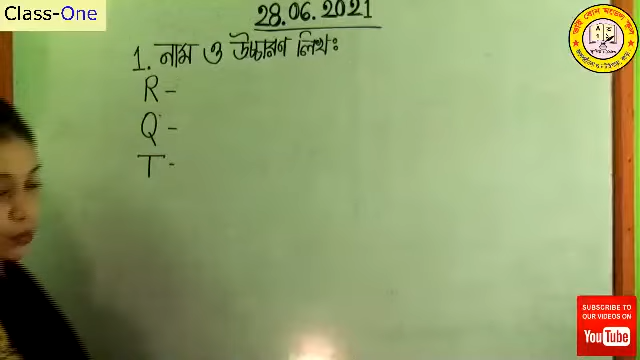 Class-One
28.06.2021
1. নাম ও উচ্চারণ লিখঃ
R -
Q -
T -
SUBSCRIBE TO
OUR VIDEOS ON
YouTube